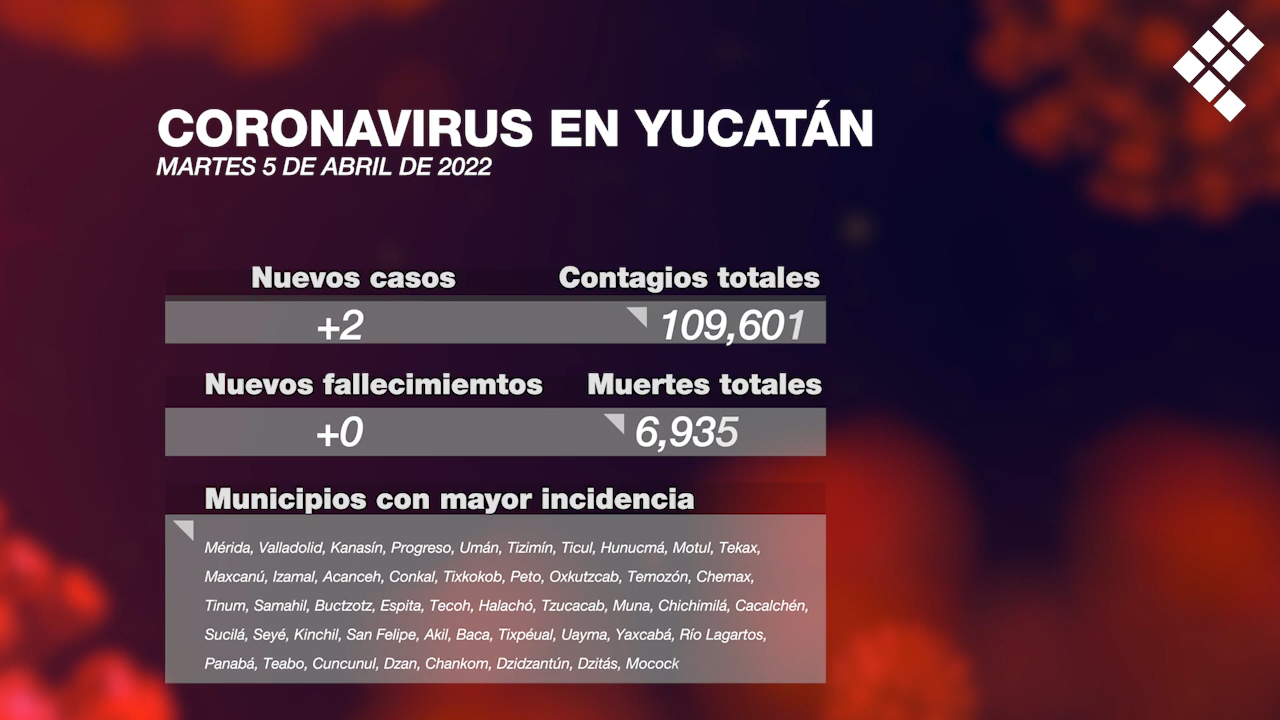 CORONAVIRUS EN YUCATÁN
MARTES 5 DE ABRIL DE 2022
Nuevos casos Contagios totales
+2 109,601
Nuevos fallecimiemtos Muertes totales
+0 6,935
Municipios con mayor incidencia
Mérida, Valladolid, Kanasín, Progreso, Umán, Tizimín, Ticul, Hunucmá, Motul, Tekax,
Maxcanú, Izamal, Acanceh, Conkal, Tixkokob, Peto, Oxkutzcab, Temozón, Chemax,
Tinum, Samahil, Buctzotz, Espita, Tecoh, Halachó, Tzucacab, Muna, Chichimilá, Cacalchén,
Sucilá, Seyé, Kinchil, San Felipe, Akil, Baca, Tixpéual, Uayma, Yaxcabá, Río Lagartos,
Panabá, Teabo, Cuncunul, Dzan, Chankom, Dzidzantún, Dzitás, Mocock